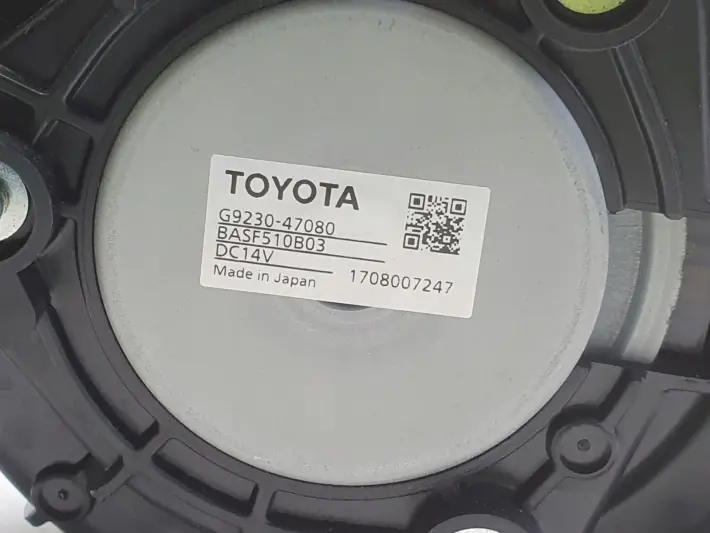 TOYOTA
G9230-47080
BASF510B03
DC14V
Made in Japan 1708007247